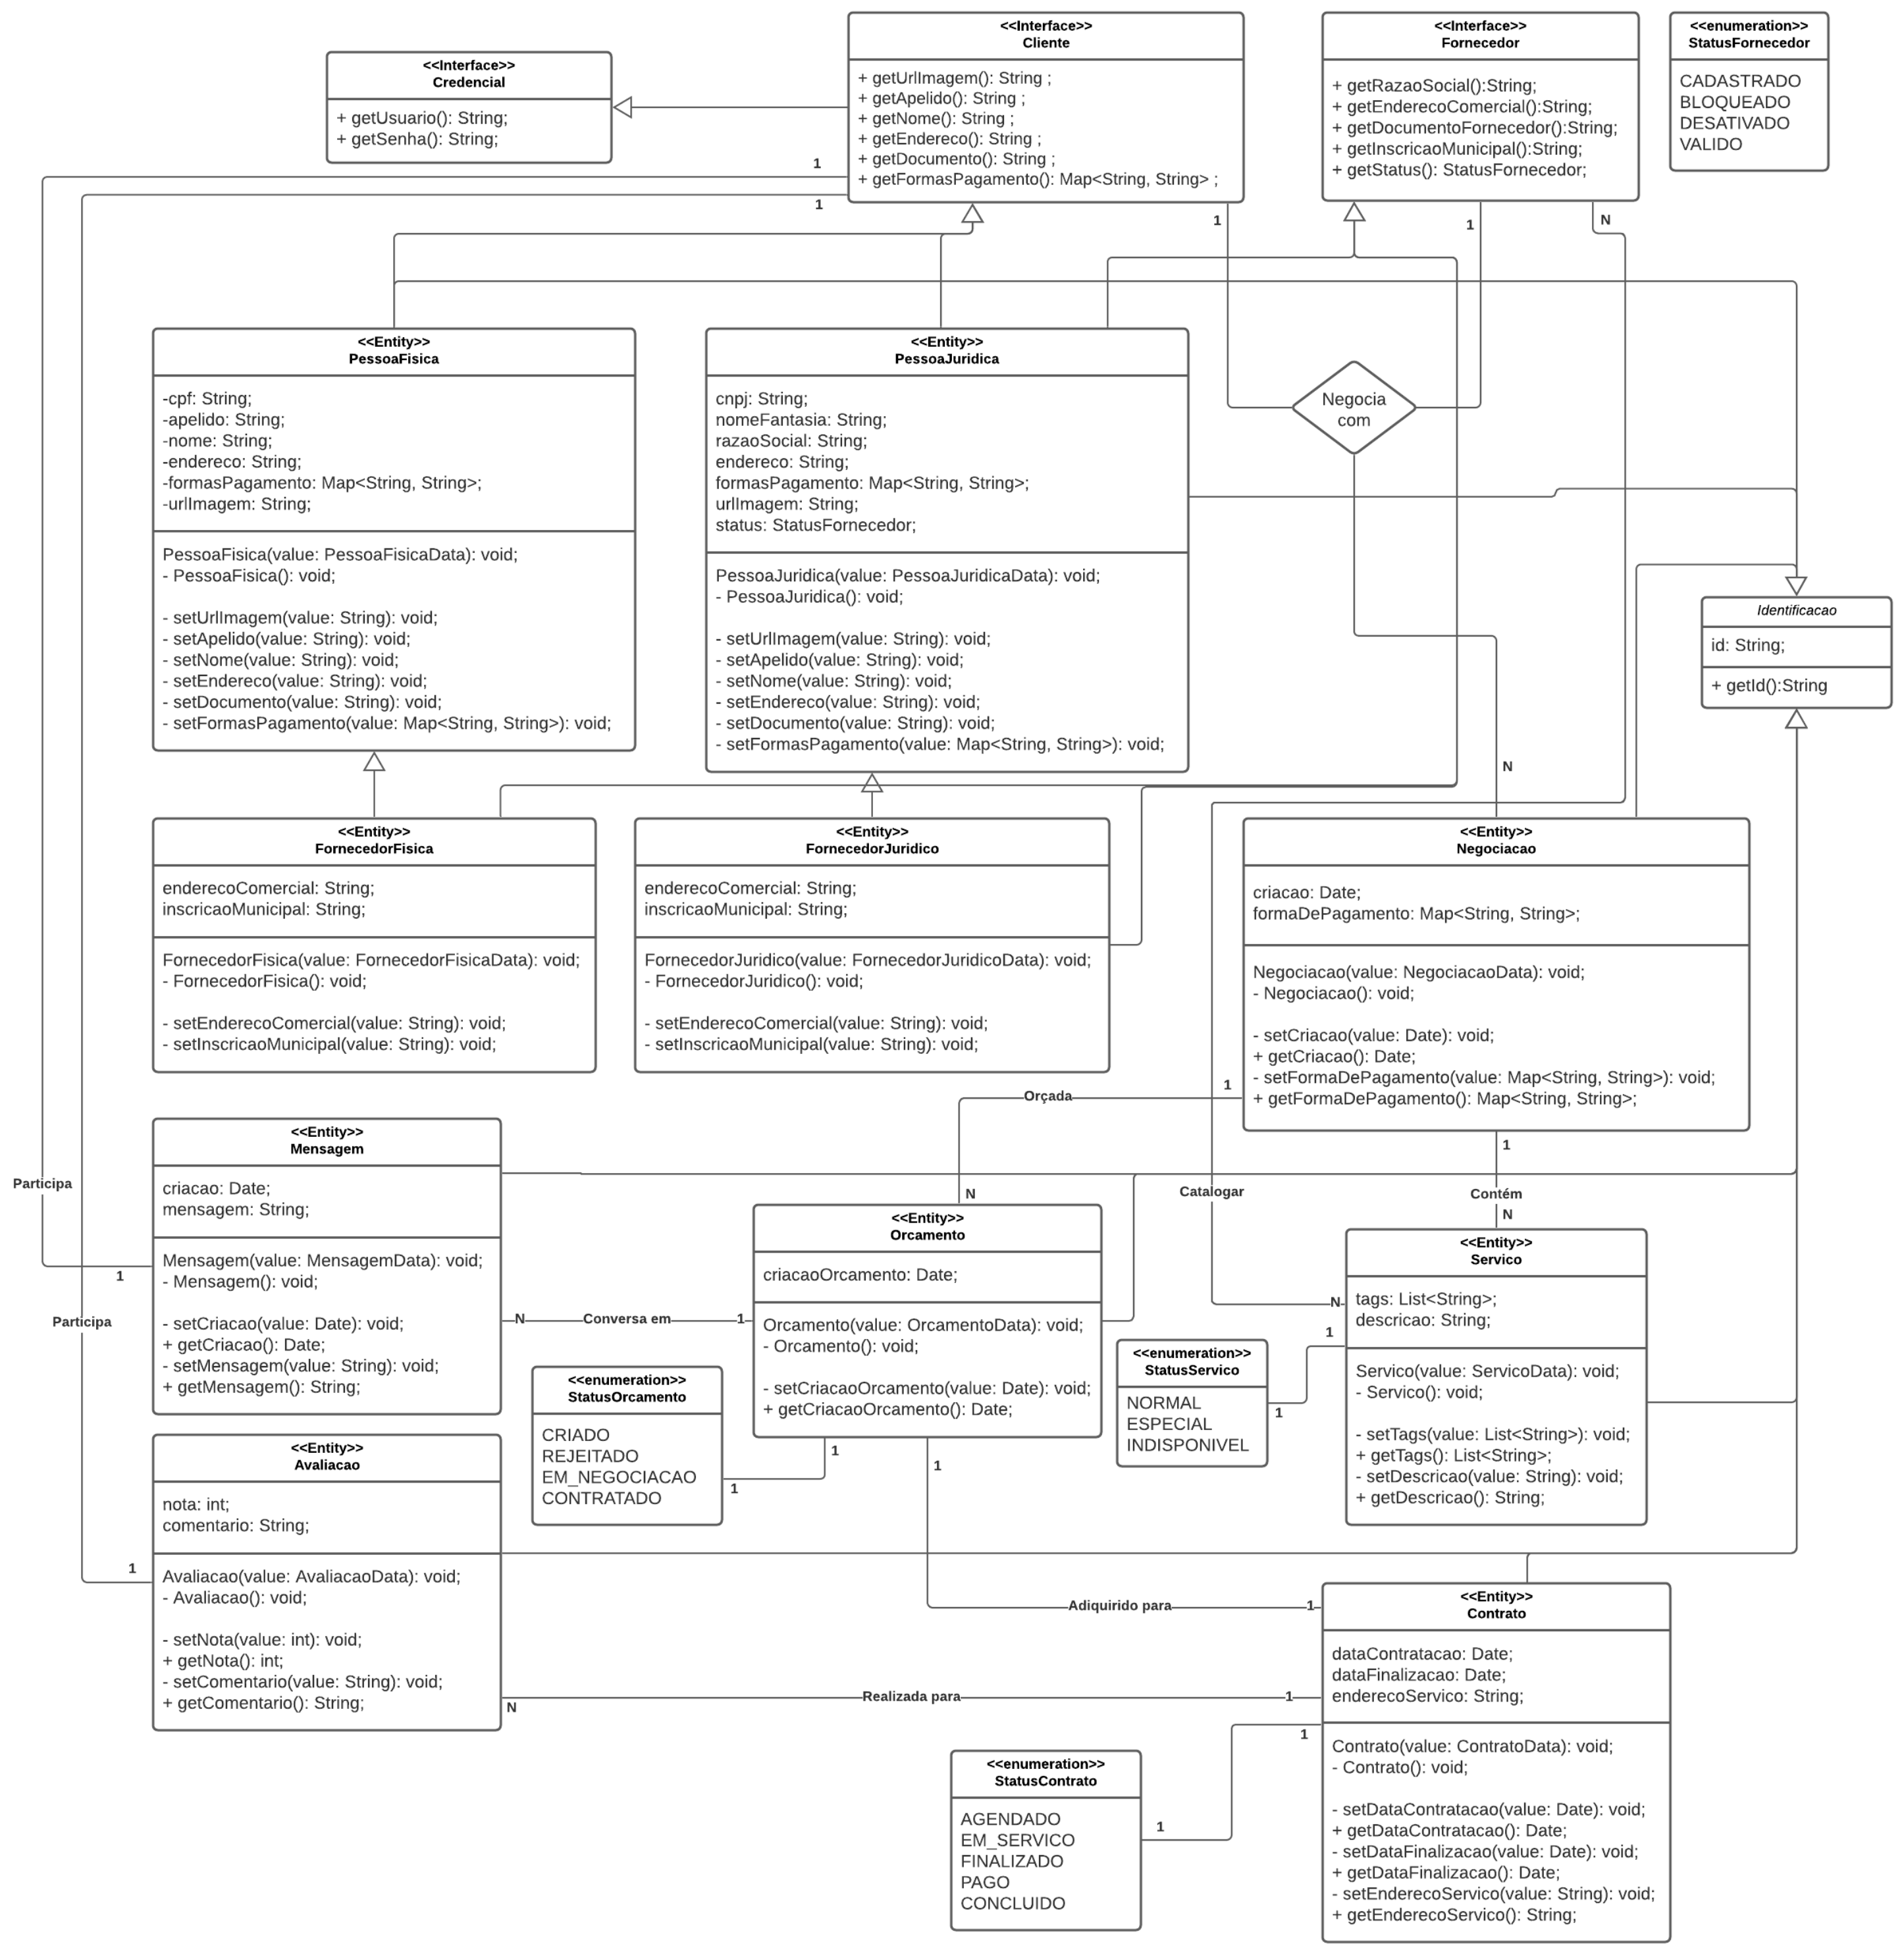 <<Interface>>
Credencial
+ getUsuario(): String;
+ getSenha(): String;
<<Interface>>
Cliente
+ getUrlImagem(): String ;
+ getApelido(): String ;
+ getNome(): String ;
+ getEndereco(): String ;
+ getDocumento(): String ;
+ getFormasPagamento(): Map<String, String> ;
<<Interface>>
Fornecedor
+ getRazaoSocial():String;
+ getEnderecoComercial():String;
+ getDocumentoFornecedor():String;
+ getInscricaoMunicipal():String;
+ getStatus(): StatusFornecedor;
<<enumeration>>
StatusFornecedor
CADASTRADO
BLOQUEADO
DESATIVADO
VALIDO
1
1
1
1
N
<<Entity>>
PessoaFisica
-cpf: String;
-apelido: String;
-nome: String;
-endereco: String;
-formasPagamento: Map<String, String>;
-urlImagem: String;
PessoaFisica(value: PessoaFisicaData): void;
- PessoaFisica(): void;
- setUrlImagem(value: String): void;
- setApelido(value: String): void;
- setNome(value: String): void;
- setEndereco(value: String): void;
- setDocumento(value: String): void;
- setFormasPagamento(value: Map<String, String>): void;
<<Entity>>
PessoaJuridica
cnpj: String;
nomeFantasia: String;
razaoSocial: String;
endereco: String;
formasPagamento: Map<String, String>;
urlImagem: String;
status: StatusFornecedor;
PessoaJuridica(value: PessoaJuridicaData): void;
- PessoaJuridica(): void;
- setUrlImagem(value: String): void;
- setApelido(value: String): void;
- setNome(value: String): void;
- setEndereco(value: String): void;
- setDocumento(value: String): void;
- setFormasPagamento(value: Map<String, String>): void;
Negocia
com
Identificacao
id: String;
+ getId():String
N
<<Entity>>
FornecedorFisica
enderecoComercial: String;
inscricaoMunicipal: String;
FornecedorFisica(value: FornecedorFisicaData): void;
- FornecedorFisica(): void;
- setEnderecoComercial(value: String): void;
- setInscricaoMunicipal(value: String): void;
<<Entity>>
FornecedorJuridico
enderecoComercial: String;
inscricaoMunicipal: String;
FornecedorJuridico(value: FornecedorJuridicoData): void;
- FornecedorJuridico(): void;
- setEnderecoComercial(value: String): void;
- setInscricaoMunicipal(value: String): void;
<<Entity>>
Negociacao
criacao: Date;
formaDePagamento: Map<String, String>;
Negociacao(value: NegociacaoData): void;
- Negociacao(): void;
- setCriacao(value: Date): void;
+ getCriacao(): Date;
- setFormaDePagamento(value: Map<String, String>): void;
+ getFormaDePagamento(): Map<String, String>;
1
Orçada
N
1
Contém
N
Catalogar
N
Participa
1
Participa
1
<<Entity>>
Mensagem
criacao: Date;
mensagem: String;
Mensagem(value: MensagemData): void;
- Mensagem(): void;
- setCriacao(value: Date): void;
+ getCriacao(): Date;
- setMensagem(value: String): void;
+ getMensagem(): String;
N
Conversa em
1
<<Entity>>
Orcamento
criacaoOrcamento: Date;
Orcamento(value: OrcamentoData): void;
- Orcamento(): void;
- setCriacaoOrcamento(value: Date): void;
+ getCriacaoOrcamento(): Date;
<<enumeration>>
StatusServico
NORMAL
ESPECIAL
INDISPONIVEL
1
1
<<Entity>>
Servico
tags: List<String>;
descricao: String;
Servico(value: ServicoData): void;
- Servico(): void;
- setTags(value: List<String>): void;
+ getTags(): List<String>;
- setDescricao(value: String): void;
+ getDescricao(): String;
<<enumeration>>
StatusOrcamento
CRIADO
REJEITADO
EM_NEGOCIACAO
CONTRATADO
1
1
1
<<Entity>>
Avaliacao
nota: int;
comentario: String;
Avaliacao(value: AvaliacaoData): void;
- Avaliacao(): void;
- setNota(value: int): void;
+ getNota(): int;
- setComentario(value: String): void;
+ getComentario(): String;
Adiquirido para
1
N
Realizada para
1
1
1
<<enumeration>>
StatusContrato
AGENDADO
EM_SERVICO
FINALIZADO
PAGO
CONCLUIDO
<<Entity>>
Contrato
dataContratacao: Date;
dataFinalizacao: Date;
enderecoServico: String;
Contrato(value: ContratoData): void;
- Contrato(): void;
- setDataContratacao(value: Date): void;
+ getDataContratacao(): Date;
- setDataFinalizacao(value: Date): void;
+ getDataFinalizacao(): Date;
- setEnderecoServico(value: String): void;
+ getEnderecoServico(): String;